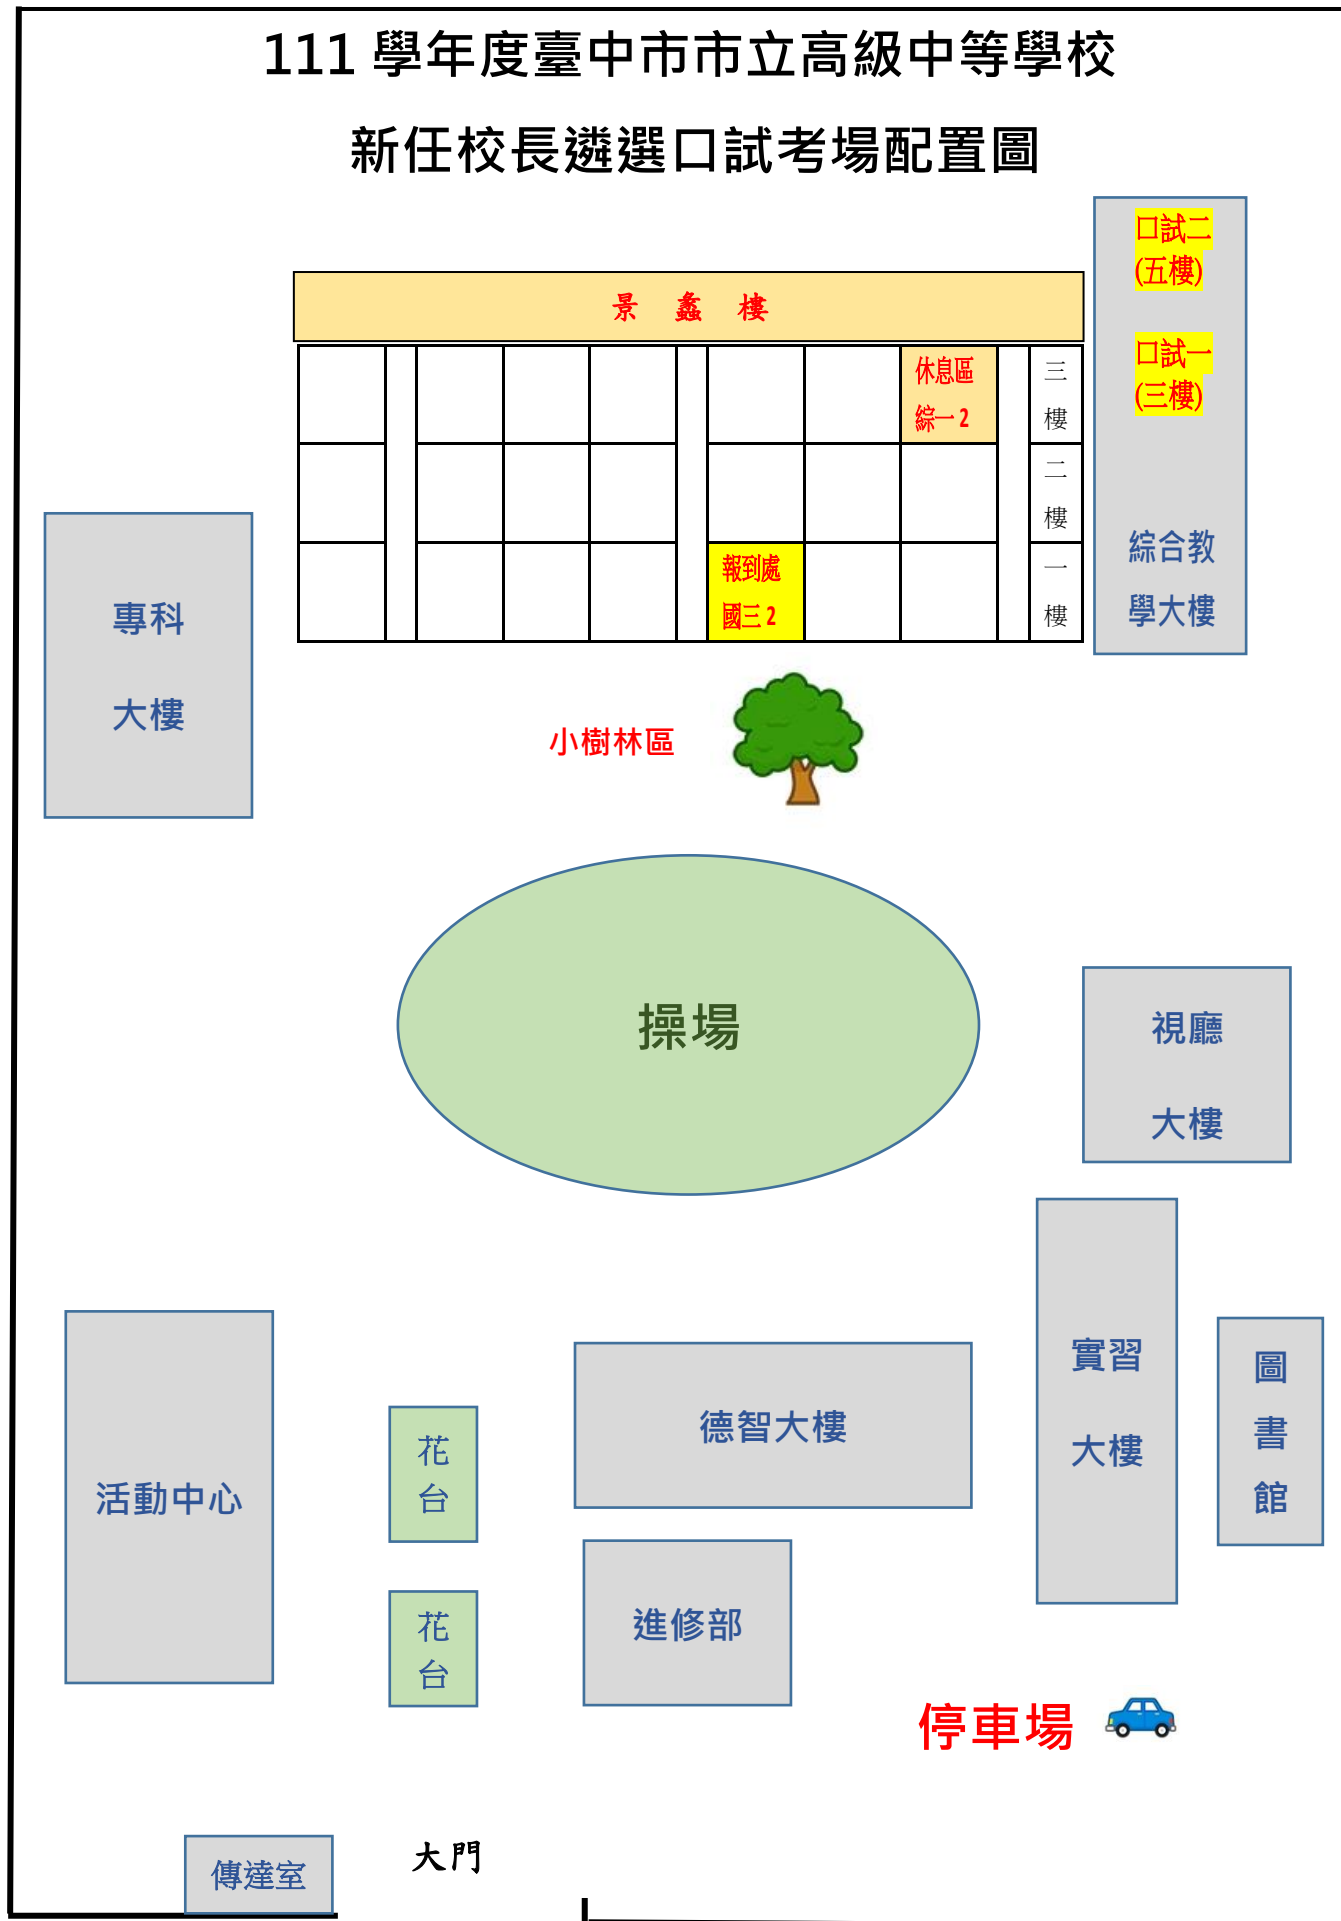 111 學年度臺中市市立高級中等學校
新任校長遴選口試考場配置圖
口試二
(五樓)
口試一
(三樓)
綜合教
學大樓
景 螽 樓
休息區
綜一 2
三
樓
二
樓
報到處
國三 2
一
樓
專科
大樓
小樹林區
操場
視廳
大樓
實習
大樓
圖
書
館
德智大樓
花
台
活動中心
進修部
花
台
停車場
大門
傳達室